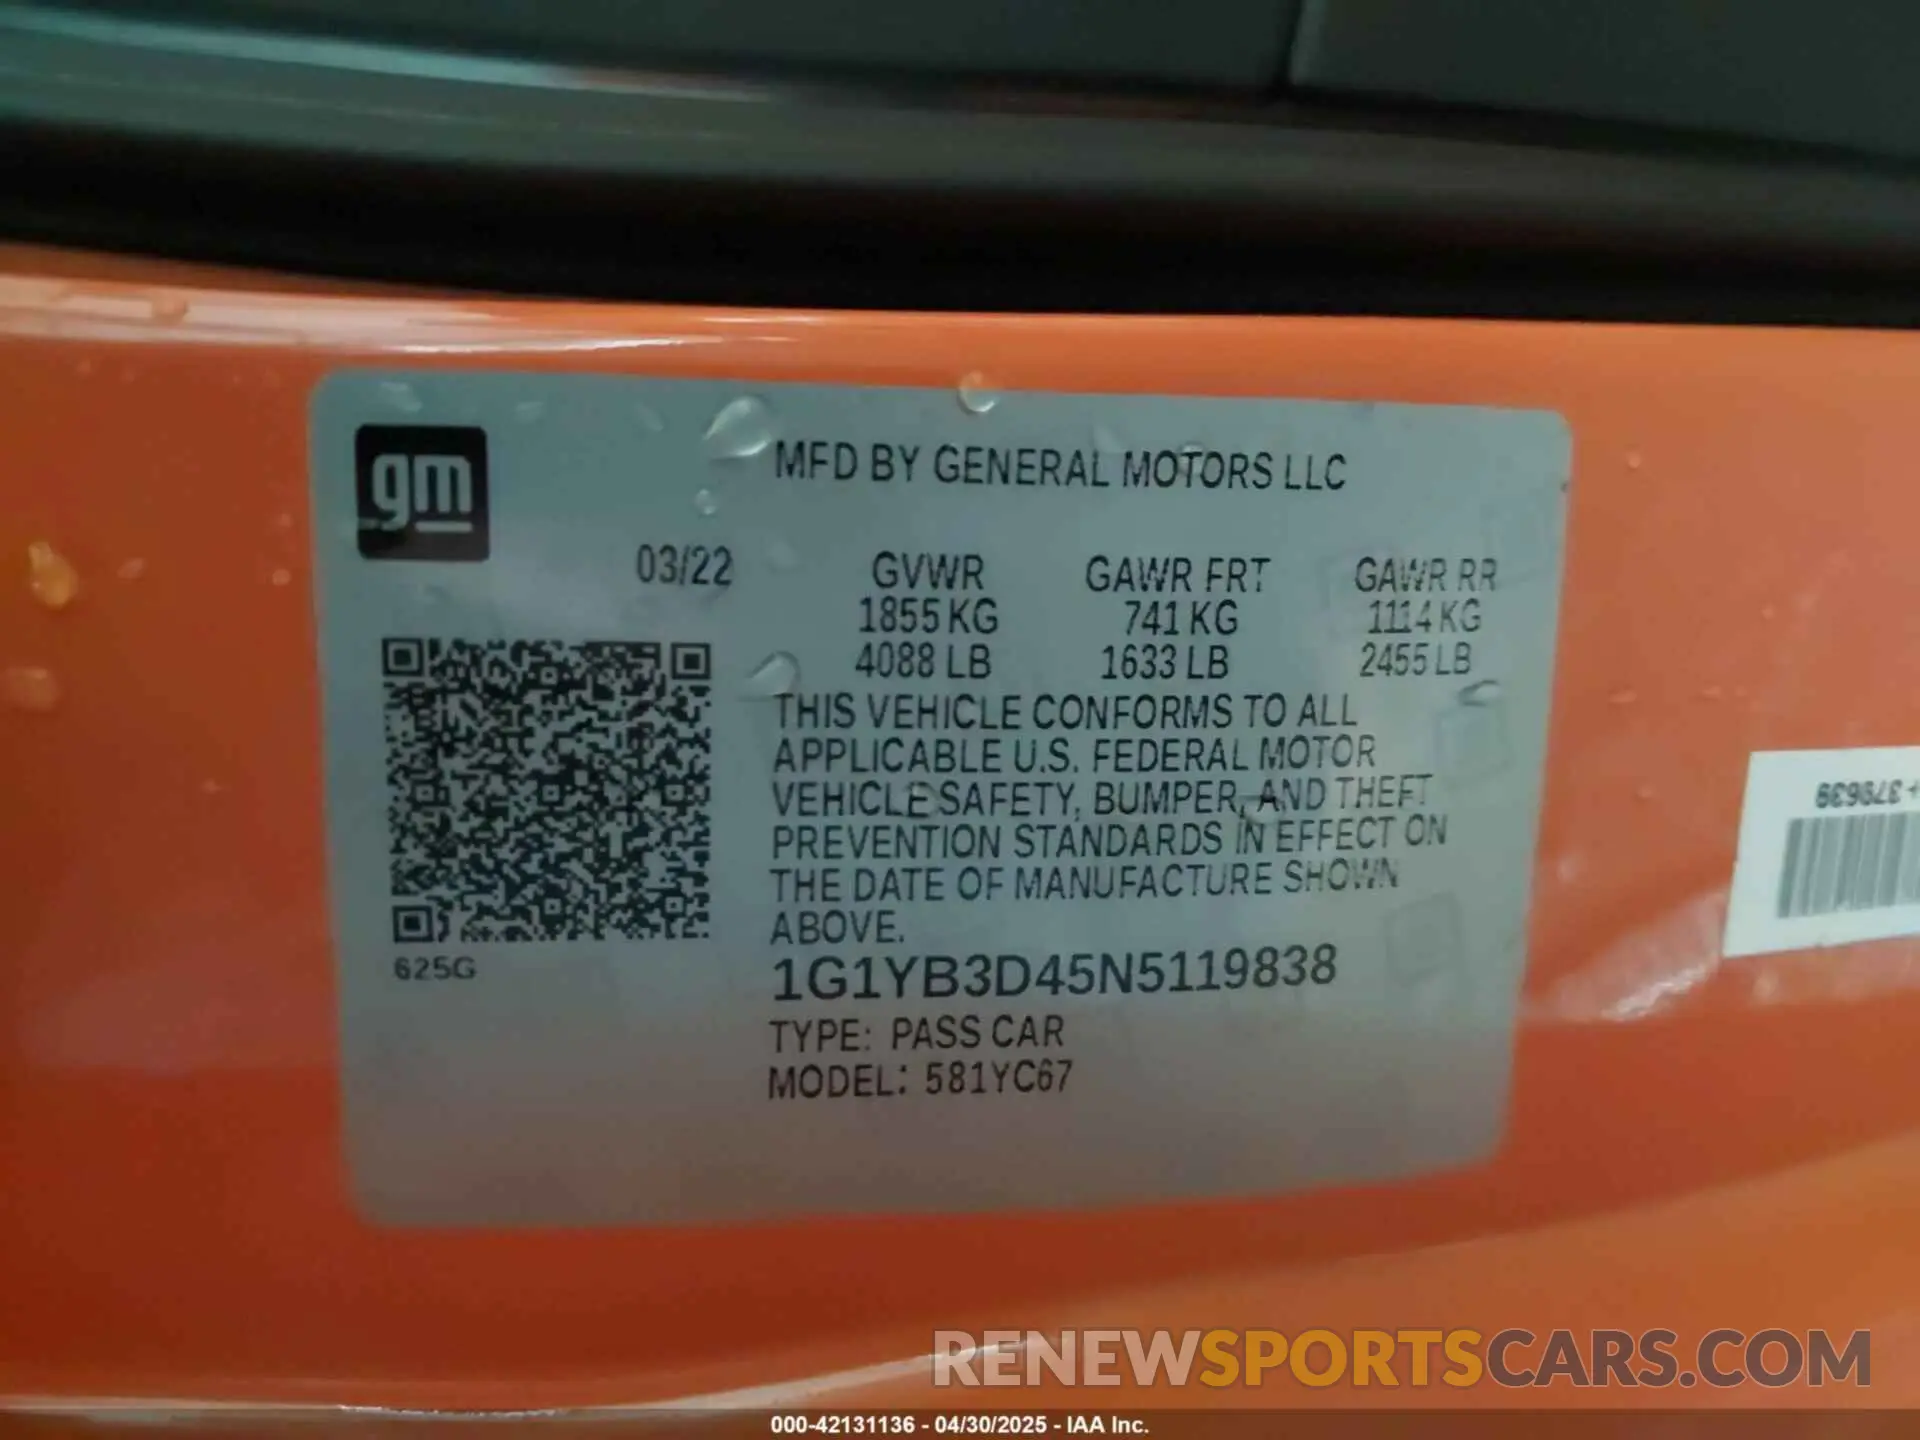 gm
MFD BY GENERAL MOTORS LLC
03/22
GVWR GAWR FRT GAWR RR
1855 KG 741 KG 1114 KG
4088 LB 1633 LB 2455 LB
THIS VEHICLE CONFORMS TO ALL
APPLICABLE U.S. FEDERAL MOTOR
VEHICLE SAFETY, BUMPER, AND THEFT
PREVENTION STANDARDS IN EFFECT ON
THE DATE OF MANUFACTURE SHOWN
ABOVE.
625G
1G1YB3D45N5119838
TYPE: PASS CAR
MODEL: 581YC67
+ 379639
RENEWSPORTSCARS.COM
000-42131136 - 04/30/2025 - IAA Inc.